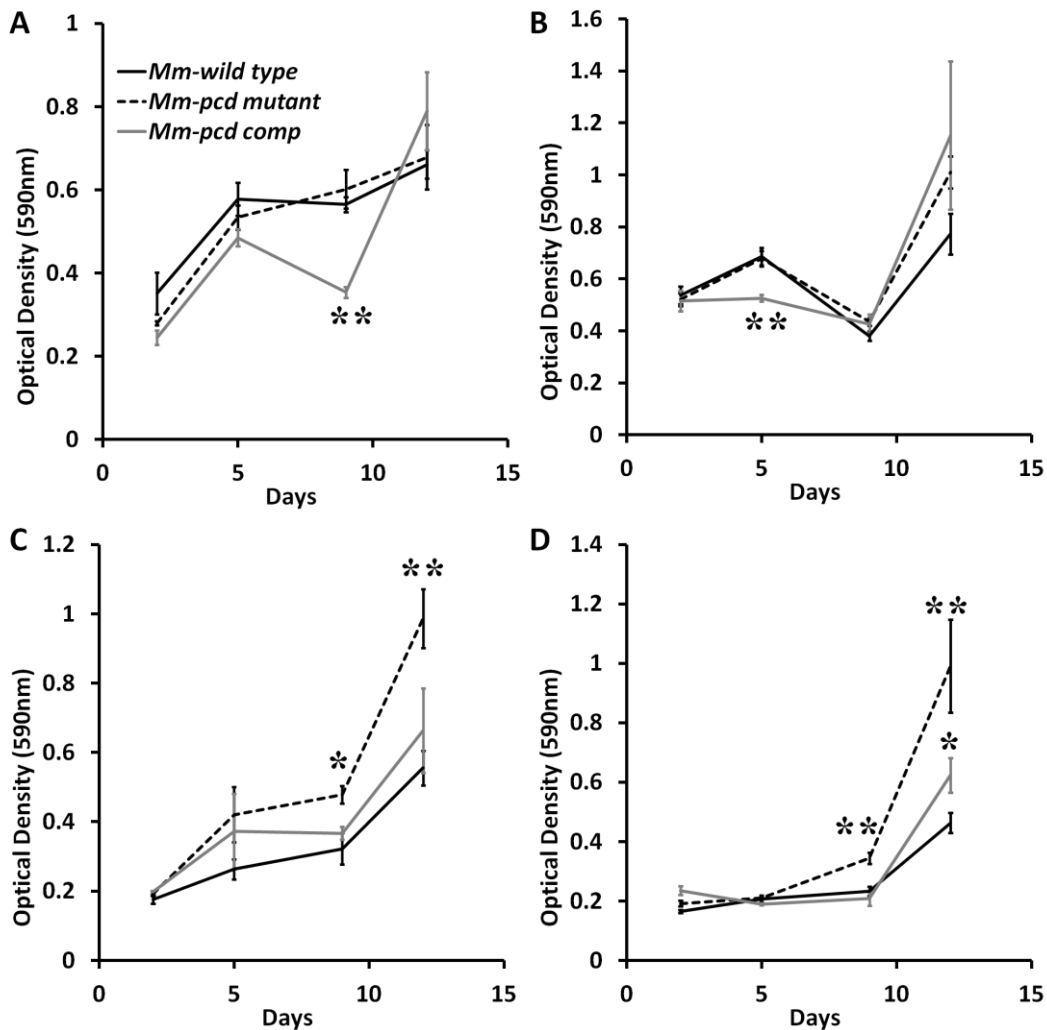 A
Optical Density (590nm)
1
0.8
0.6
0.4
0.2
0
Mm-wild type
Mm-pcd mutant
Mm-pcd comp
**
0 5 10 15
Days
B
Optical Density (590nm)
1.6
1.4
1.2
1
0.8
0.6
0.4
0.2
0
**
0 5 10 15
Days
C
Optical Density (590nm)
1.2
1
0.8
0.6
0.4
0.2
0
**
*
0 5 10 15
Days
D
Optical Density (590nm)
1.4
1.2
1
0.8
0.6
0.4
0.2
0
**
*
**
0 5 10 15
Days